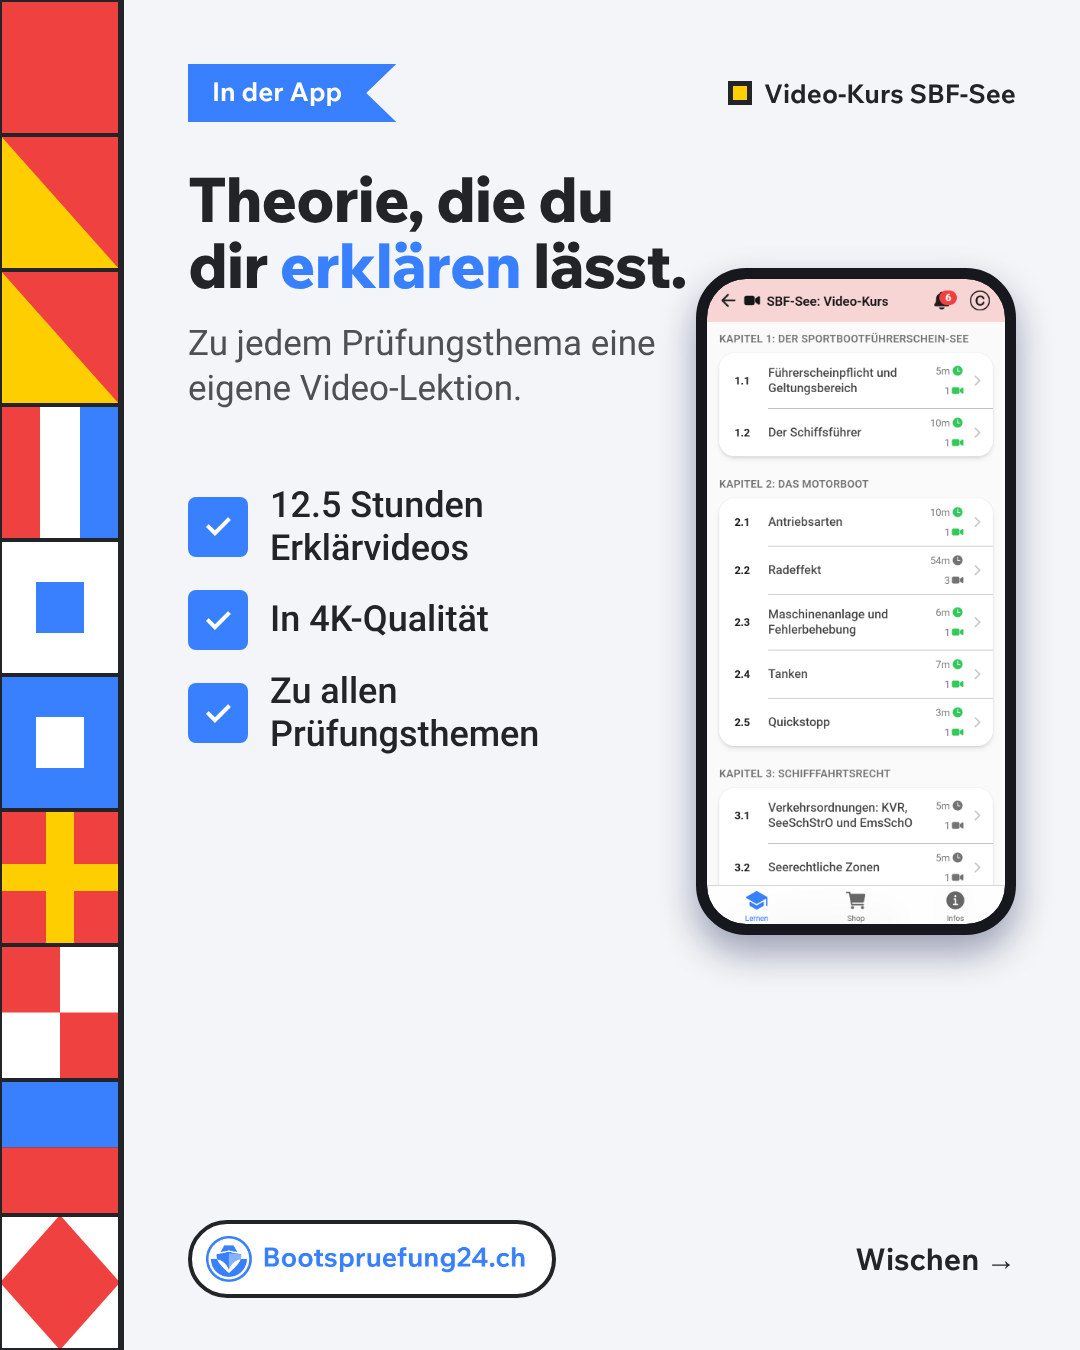 In der App
Video-Kurs SBF-See
Theorie, die du
dir erklären lässt.
Zu jedem Prüfungsthema eine
eigene Video-Lektion.
12.5 Stunden
Erklärvideos
In 4K-Qualität
Zu allen
Prüfungsthemen
SBF-See: Video-Kurs
6
C
KAPITEL 1: DER SPORTBOOTFÜHRERSCHEIN-SEE
1.1 Führerscheinpflicht und
Geltungsbereich
5m
1
1.2 Der Schiffsführer
10m
1
KAPITEL 2: DAS MOTORBOOT
2.1 Antriebsarten
10m
1
2.2 Radeffekt
54m
3
2.3 Maschinenanlage und
Fehlerbehebung
6m
1
2.4 Tanken
7m
1
2.5 Quickstopp
3m
1
KAPITEL 3: SCHIFFFAHRTSRECHT
3.1 Verkehrsordnungen: KVR,
SeeSchStrO und EmsSchO
5m
1
3.2 Seerechtliche Zonen
5m
1
Lernen
Shop
Infos
Bootspruefung24.ch
Wischen →